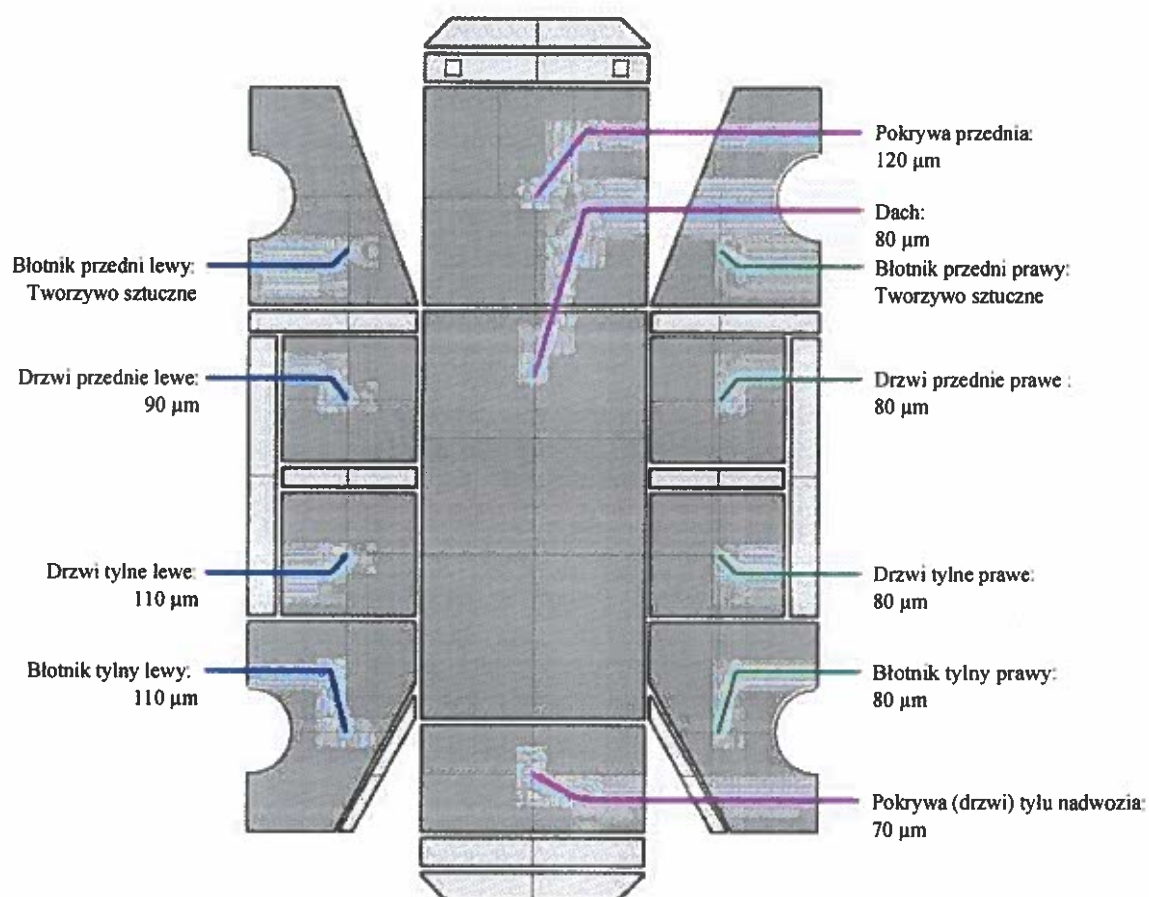 Pokrywa przednia:
120 µm
Dach:
80 µm
Błotnik przedni lewy:
Tworzywo sztuczne
Błotnik przedni prawy:
Tworzywo sztuczne
Drzwi przednie lewe:
90 µm
Drzwi przednie prawe :
80 µm
Drzwi tylne lewe:
110 µm
Drzwi tylne prawe:
80 µm
Błotnik tylny lewy:
110 µm
Błotnik tylny prawy:
80 µm
Pokrywa (drzwi) tyłu nadwozia:
70 µm